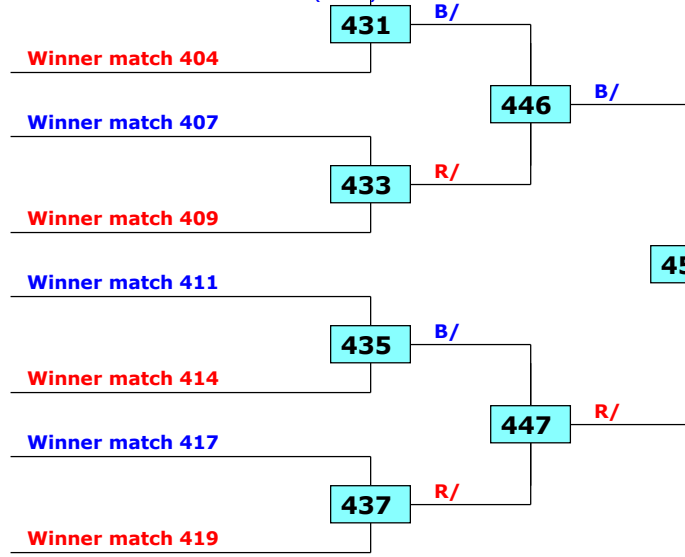 431
B/
Winner match 404
446
B/
Winner match 407
433
R/
Winner match 409
Winner match 411
435
B/
Winner match 414
447
R/
Winner match 417
437
R/
Winner match 419